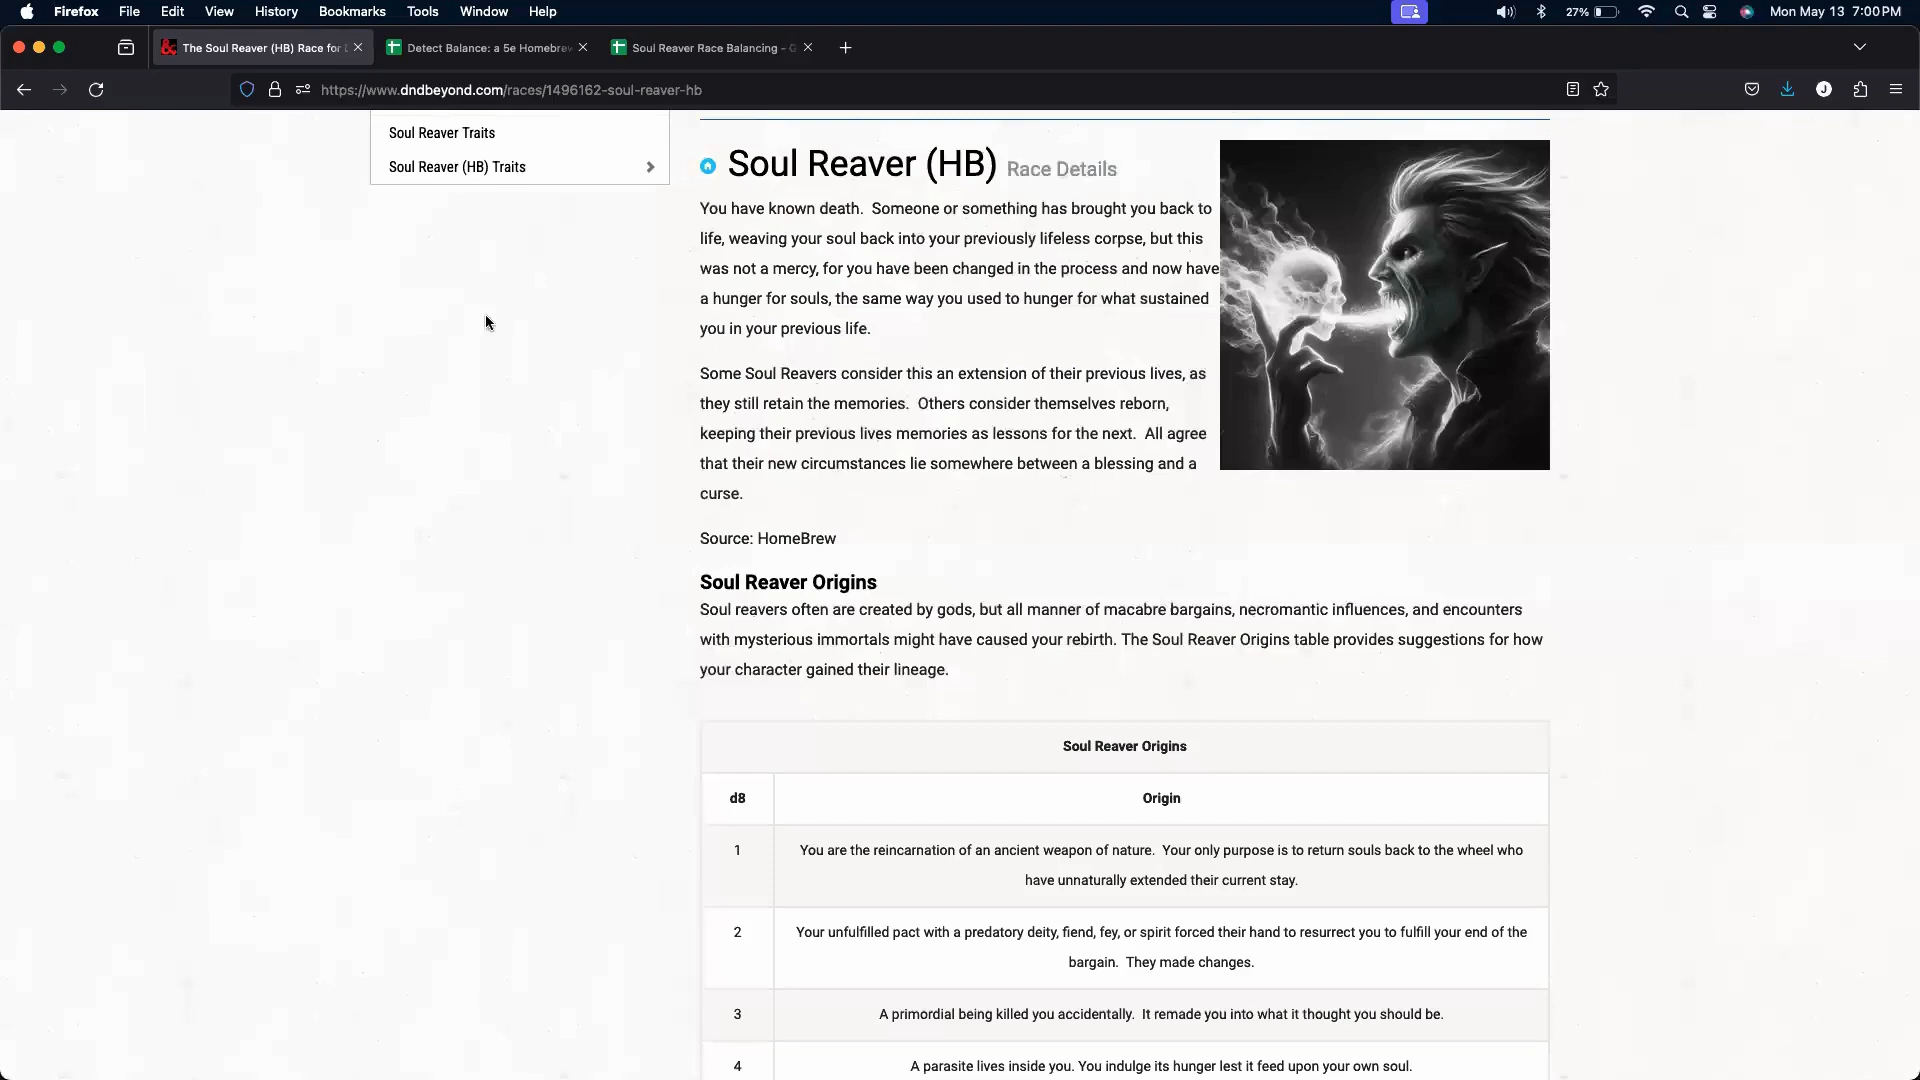 Firefox File Edit View History Bookmarks Tools Window Help 27% Mon May 13 7:00 PM
The Soul Reaver (HB) Race for Detect Balance: a 5e Homebrew Soul Reaver Race Balancing - G
https://www.dndbeyond.com/races/1496162-soul-reaver-hb J
Soul Reaver Traits
Soul Reaver (HB) Traits
Soul Reaver (HB) Race Details
You have known death. Someone or something has brought you back to
life, weaving your soul back into your previously lifeless corpse, but this
was not a mercy, for you have been changed in the process and now have
a hunger for souls, the same way you used to hunger for what sustained
you in your previous life.
Some Soul Reavers consider this an extension of their previous lives, as
they still retain the memories. Others consider themselves reborn,
keeping their previous lives memories as lessons for the next. All agree
that their new circumstances lie somewhere between a blessing and a
curse.
Source: HomeBrew
Soul Reaver Origins
Soul reavers often are created by gods, but all manner of macabre bargains, necromantic influences, and encounters
with mysterious immortals might have caused your rebirth. The Soul Reaver Origins table provides suggestions for how
your character gained their lineage.
Soul Reaver Origins
d8 Origin
1 You are the reincarnation of an ancient weapon of nature. Your only purpose is to return souls back to the wheel who
have unnaturally extended their current stay.
2 Your unfulfilled pact with a predatory deity, fiend, fey, or spirit forced their hand to resurrect you to fulfill your end of the
bargain. They made changes.
3 A primordial being killed you accidentally. It remade you into what it thought you should be.
4 A parasite lives inside you. You indulge its hunger lest it feed upon your own soul.